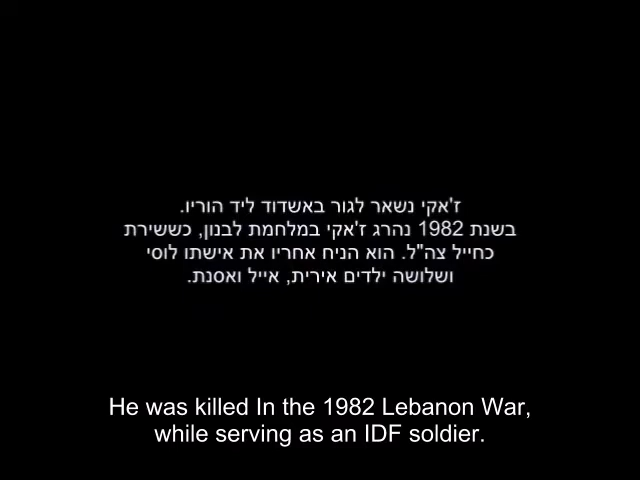 ז'אקי נשאר לגור באשדוד ליד הוריו.
בשנת 1982 נהרג ז'אקי במלחמת לבנון, כששירת
כחייל צה"ל. הוא הניח אחריו את אישתו לוסי
ושלושה ילדים אירית, אייל ואסנת.
He was killed In the 1982 Lebanon War,
while serving as an IDF soldier.